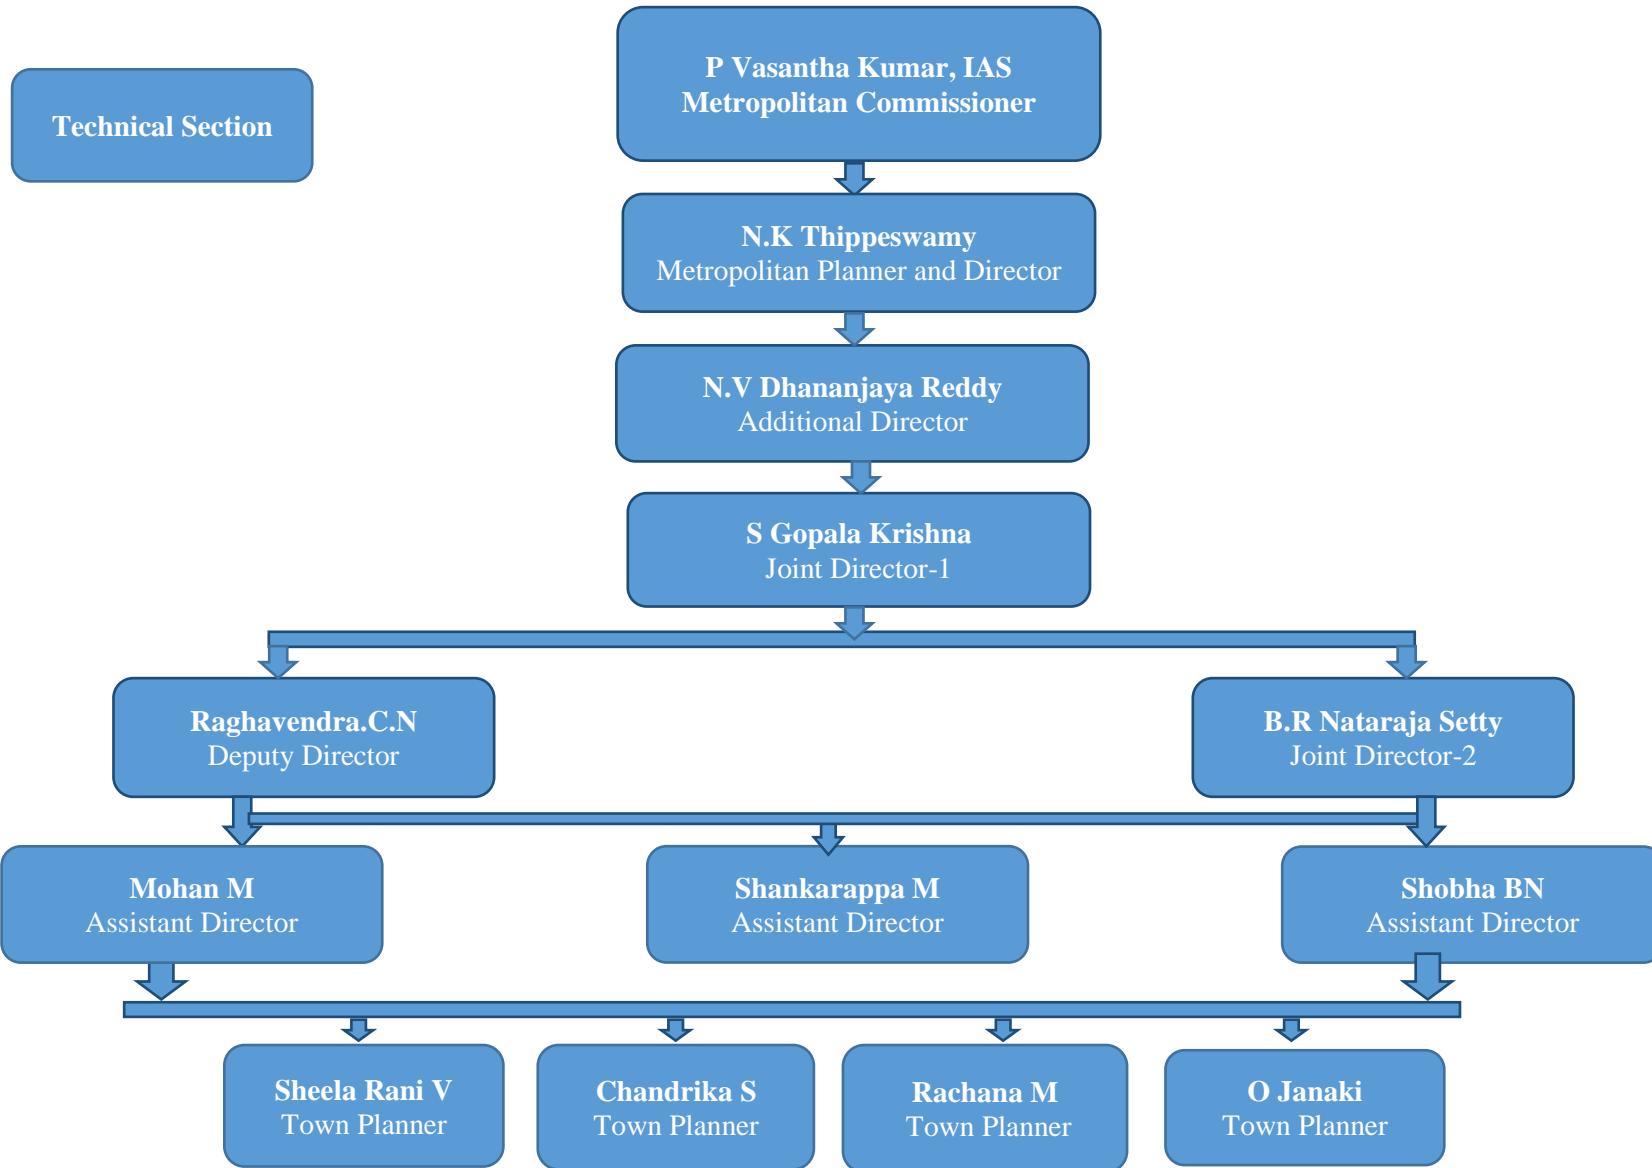 Technical Section
P Vasantha Kumar, IAS
Metropolitan Commissioner
N.K Thippeswamy
Metropolitan Planner and Director
N.V Dhananjaya Reddy
Additional Director
S Gopala Krishna
Joint Director-1
Raghavendra.C.N
Deputy Director
B.R Nataraja Setty
Joint Director-2
Mohan M
Assistant Director
Shankarappa M
Assistant Director
Shobha BN
Assistant Director
Sheela Rani V
Town Planner
Chandrika S
Town Planner
Rachana M
Town Planner
O Janaki
Town Planner